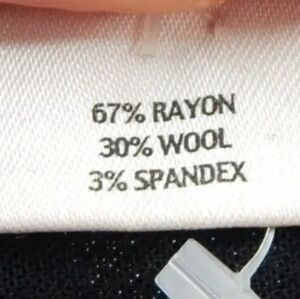 67% RAYON
30% WOOL
3% SPANDEX